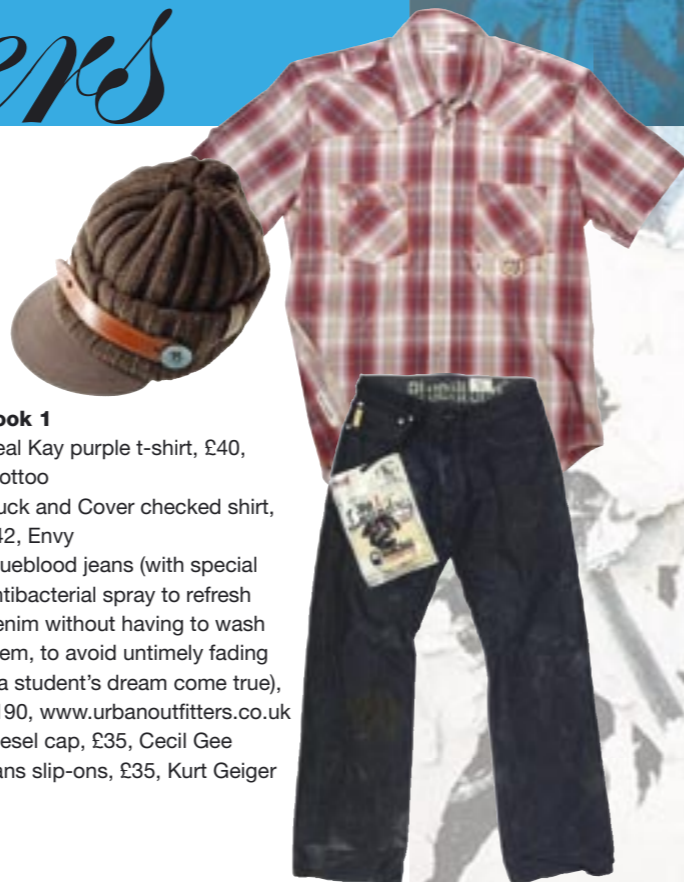 ers
ook 1
eal Kay purple t-shirt, £40,
ottoo
uck and Cover checked shirt,
42, Envy
ueblood jeans (with special
ntibacterial spray to refresh
enim without having to wash
em, to avoid untimely fading
a student's dream come true),
190, www.urbanoutfitters.co.uk
esel cap, £35, Cecil Gee
ans slip-ons, £35, Kurt Geiger